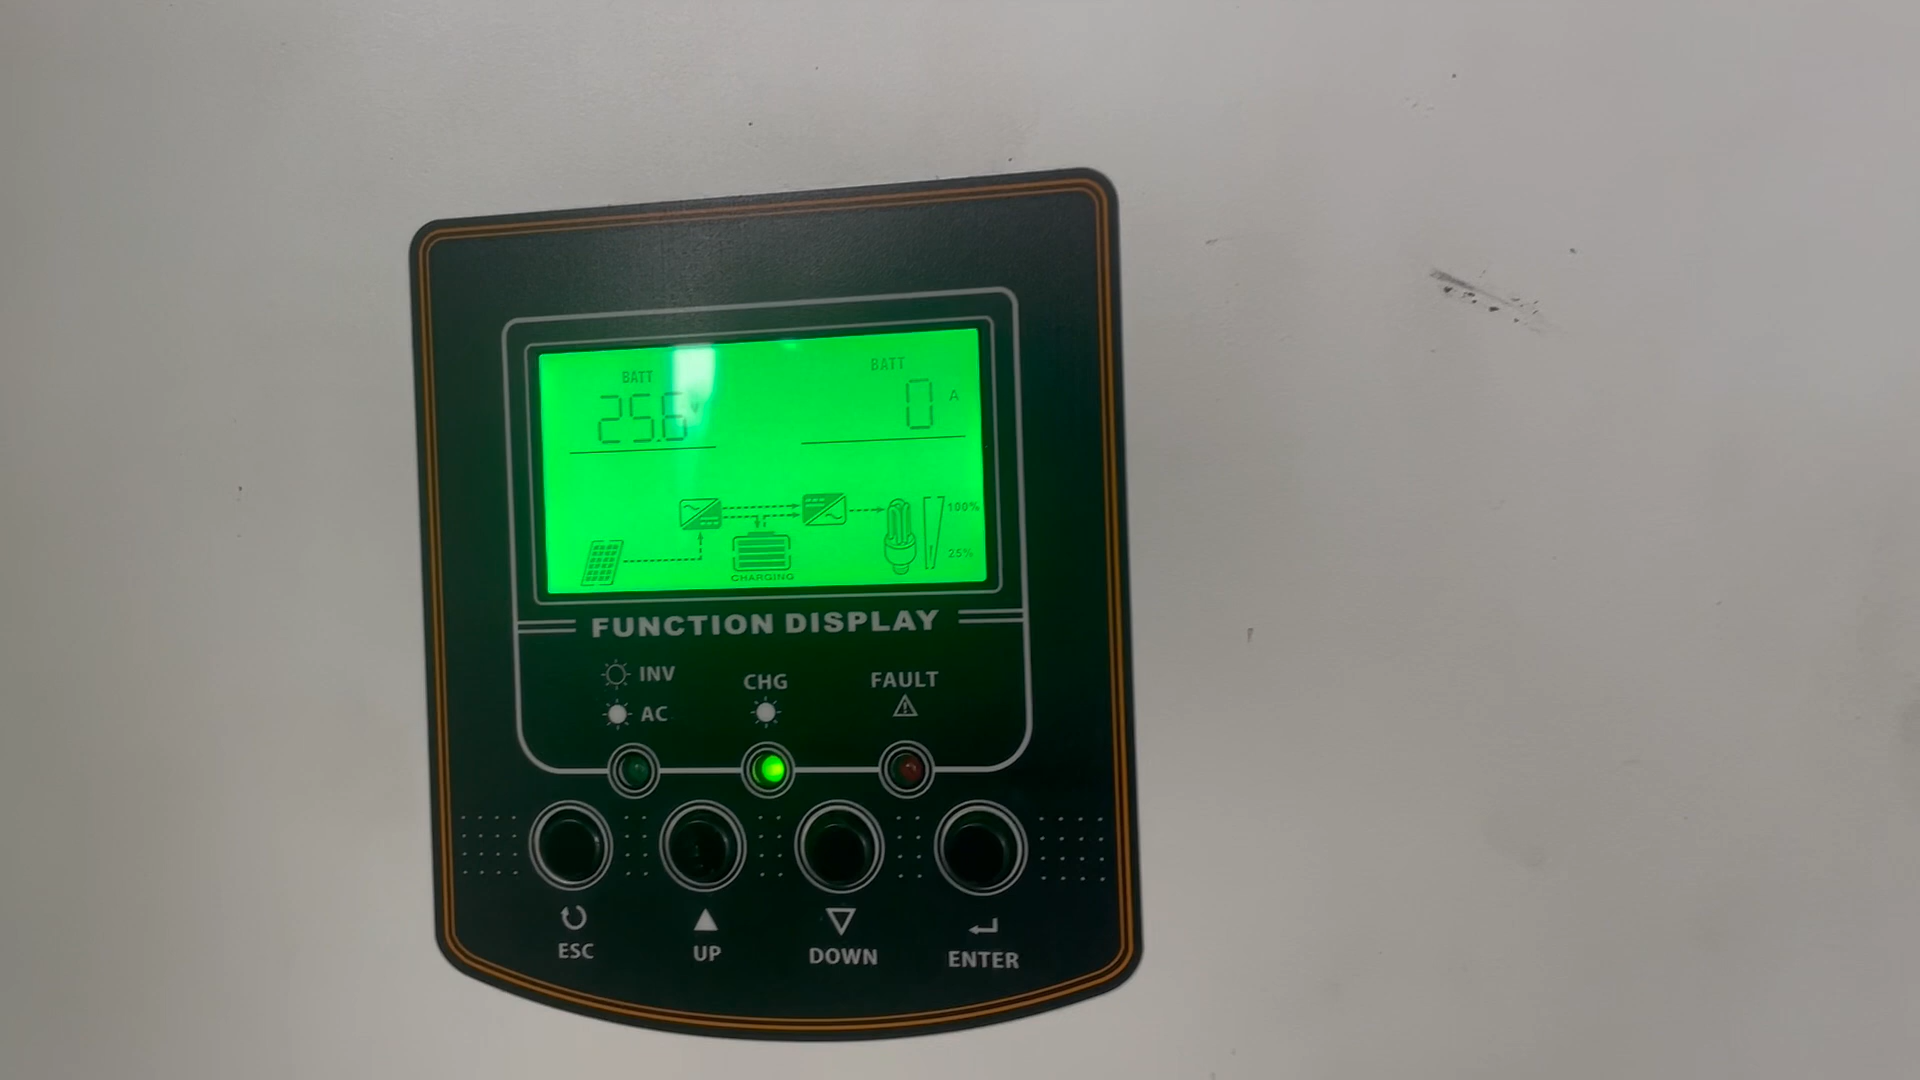 BATT
25.6 V
BATT
0 A
100%
25%
CHARGING
FUNCTION DISPLAY
INV
AC
CHG
FAULT
ESC
UP
DOWN
ENTER